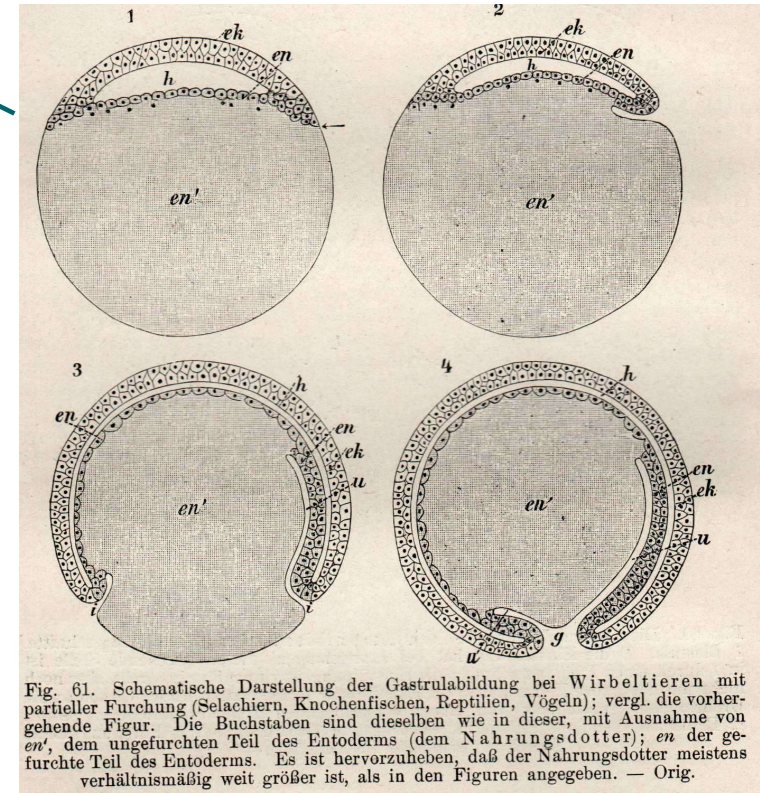 1
2
ek
en
h
en'
ek
en
h
en'
3
4
h
en
en
ek
u
en'
i
i
h
en
ek
u
en'
u
g
Fig. 61. Schematische Darstellung der Gastrulabildung bei Wirbeltieren mit
partieller Furchung (Selachiern, Knochenfischen, Reptilien, Vögeln); vergl. die vorher-
gehende Figur. Die Buchstaben sind dieselben wie in dieser, mit Ausnahme von
en', dem ungefurchten Teil des Entoderms (dem Nahrungsdotter); en der ge-
furchte Teil des Entoderms. Es ist hervorzuheben, daß der Nahrungsdotter meistens
verhältnismäßig weit größer ist, als in den Figuren angegeben. — Orig.